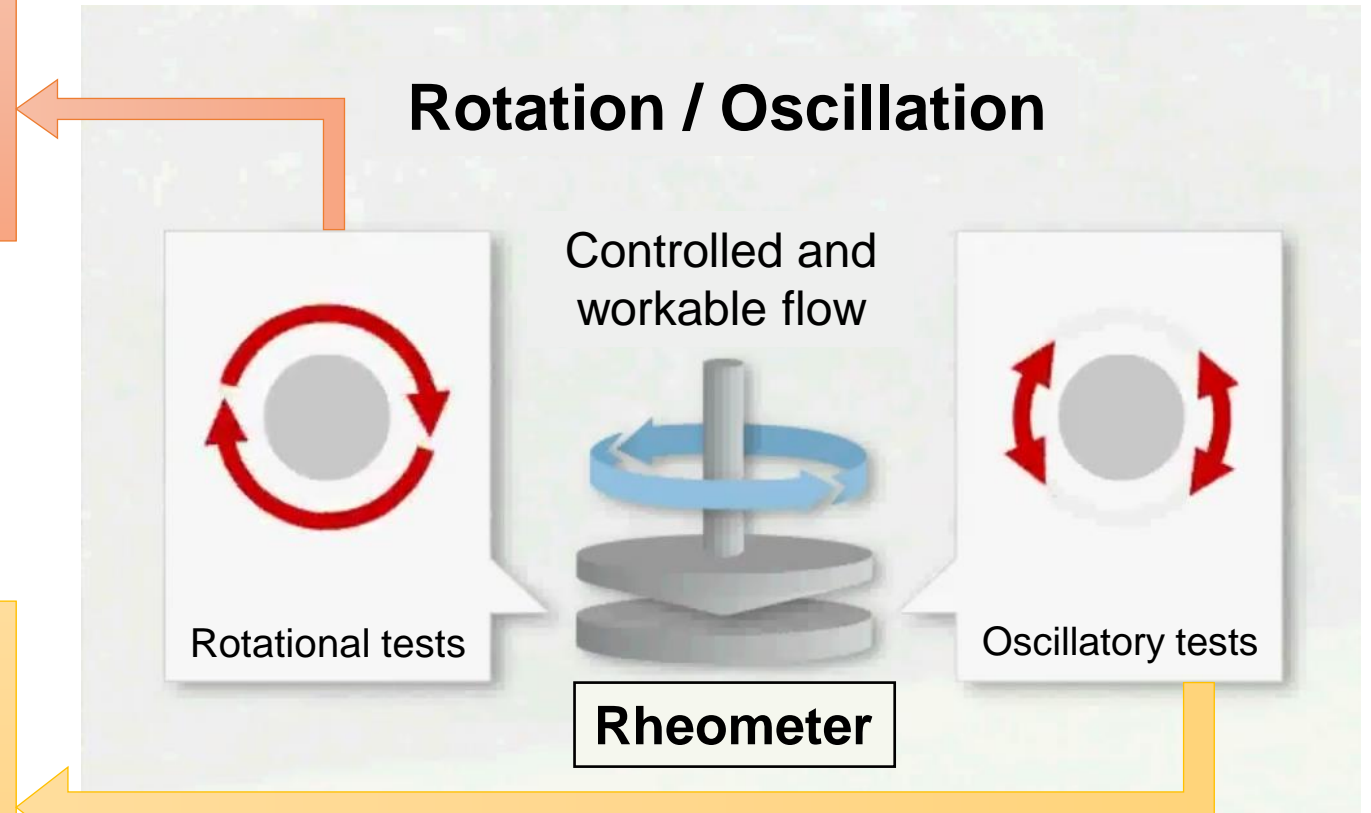 Rotation / Oscillation
Controlled and
workable flow
Rotational tests
Oscillatory tests
Rheometer